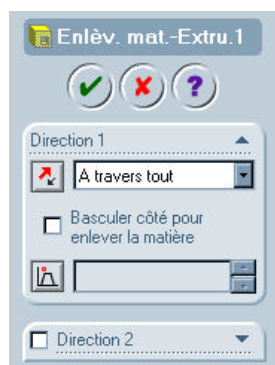 Enlèv. mat.-Extru.1
?
Direction 1
A travers tout
Basculer côté pour
enlever la matière
Direction 2